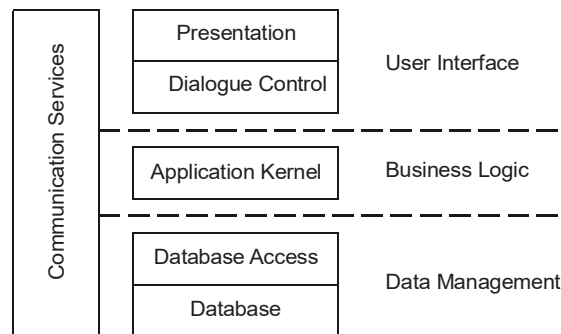 Communication Services
Presentation
Dialogue Control
User Interface
Application Kernel
Business Logic
Database Access
Database
Data Management